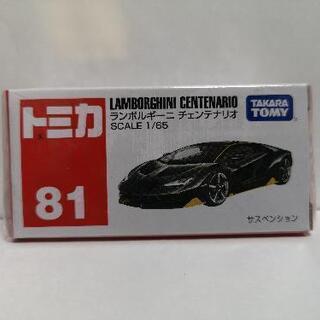 トミカ
81
LAMBORGHINI CENTENARIO
ランボルギーニ チェンテナリオ
SCALE 1/65
TAKARA
TOMY
サスペンション